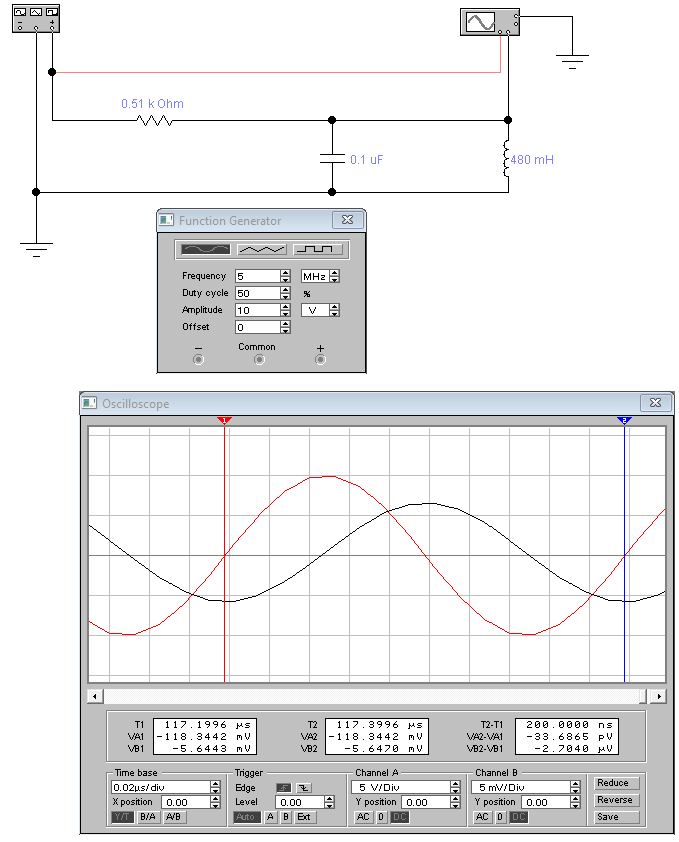 0.51 k Ohm
0.1 uF
480 mH
Function Generator
Frequency 5 MHz
Duty cycle 50 %
Amplitude 10 V
Offset 0
− Common +
Oscilloscope
1 2
T1 117.1996 µs T2 117.3996 µs T2-T1 200.0000 ns
VA1 -118.3442 mV VA2 -118.3442 mV VA2-VA1 -33.6865 pV
VB1 -5.6443 mV VB2 -5.6470 mV VB2-VB1 -2.7040 µV
Time base Trigger Channel A Channel B
0.02µs/div Edge 5 V/Div 5 mV/Div Reduce
X position 0.00 Level 0.00 Y position 0.00 Y position 0.00 Reverse
Y/T B/A A/B Auto A B Ext AC 0 DC AC 0 DC Save